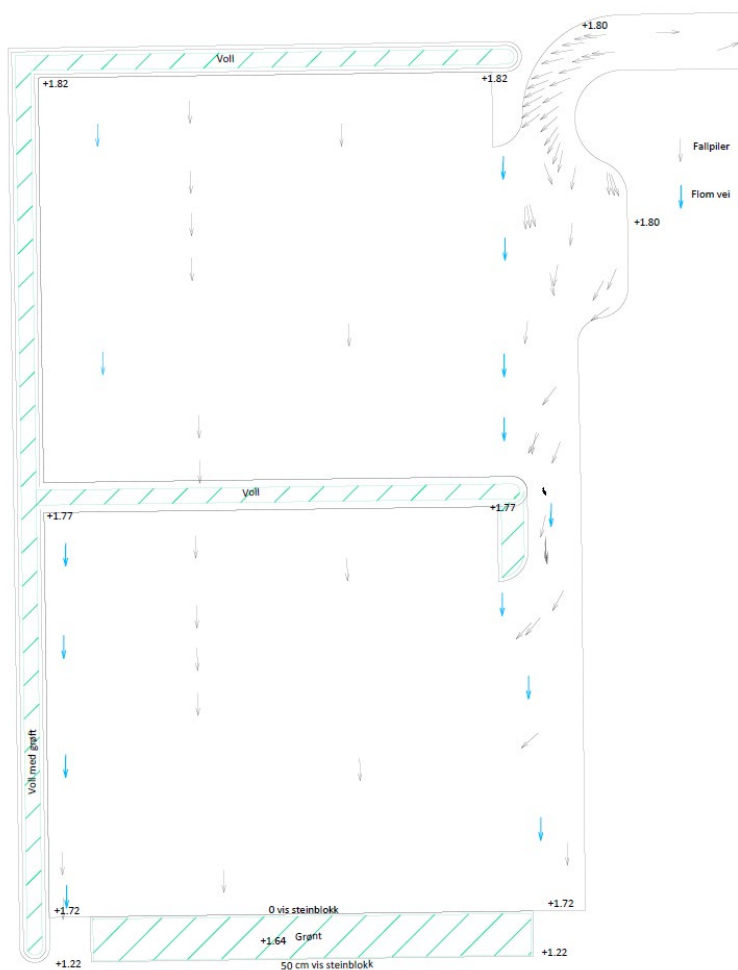 +1.80
Voll
+1.82
+1.82
Fallpiler
Flom vei
+1.80
Voll
+1.77
+1.77
Voll med grøft
+1.72
0 vis steinblokk
+1.72
+1.64 Grønt
+1.22
50 cm vis steinblokk
+1.22